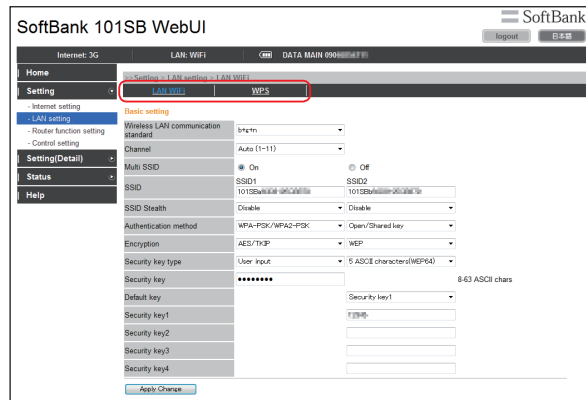 SoftBank 101SB WebUI
SoftBank
logout
日本語
Internet: 3G
LAN: WiFi
DATA MAIN 090
Home
Setting
- Internet setting
- LAN setting
- Router function setting
- Control setting
Setting(Detail)
Status
Help
>> Setting > LAN setting > LAN WiFi
LAN WiFi
WPS
Basic setting
Wireless LAN communication standard
b+g+n
Channel
Auto (1-11)
Multi SSID
On
Off
SSID
SSID1
SSID2
101SBa
101SBb
SSID Stealth
Disable
Disable
Authentication method
WPA-PSK/WPA2-PSK
Open/Shared key
Encryption
AES/TKIP
WEP
Security key type
User input
5 ASCII characters(WEP64)
Security key
●●●●●●●●
8-63 ASCII chars
Default key
Security key1
Security key1
Security key2
Security key3
Security key4
Apply Change